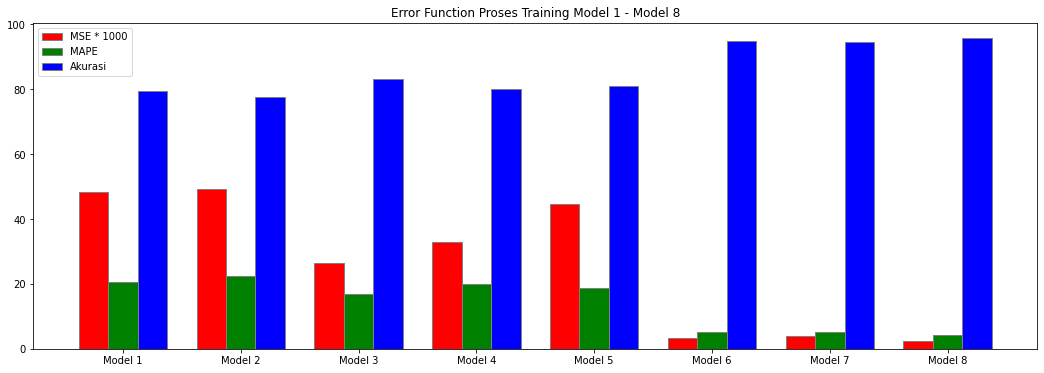 Error Function Proses Training Model 1 - Model 8
MSE * 1000
MAPE
Akurasi
100
80
60
40
20
0
Model 1
Model 2
Model 3
Model 4
Model 5
Model 6
Model 7
Model 8